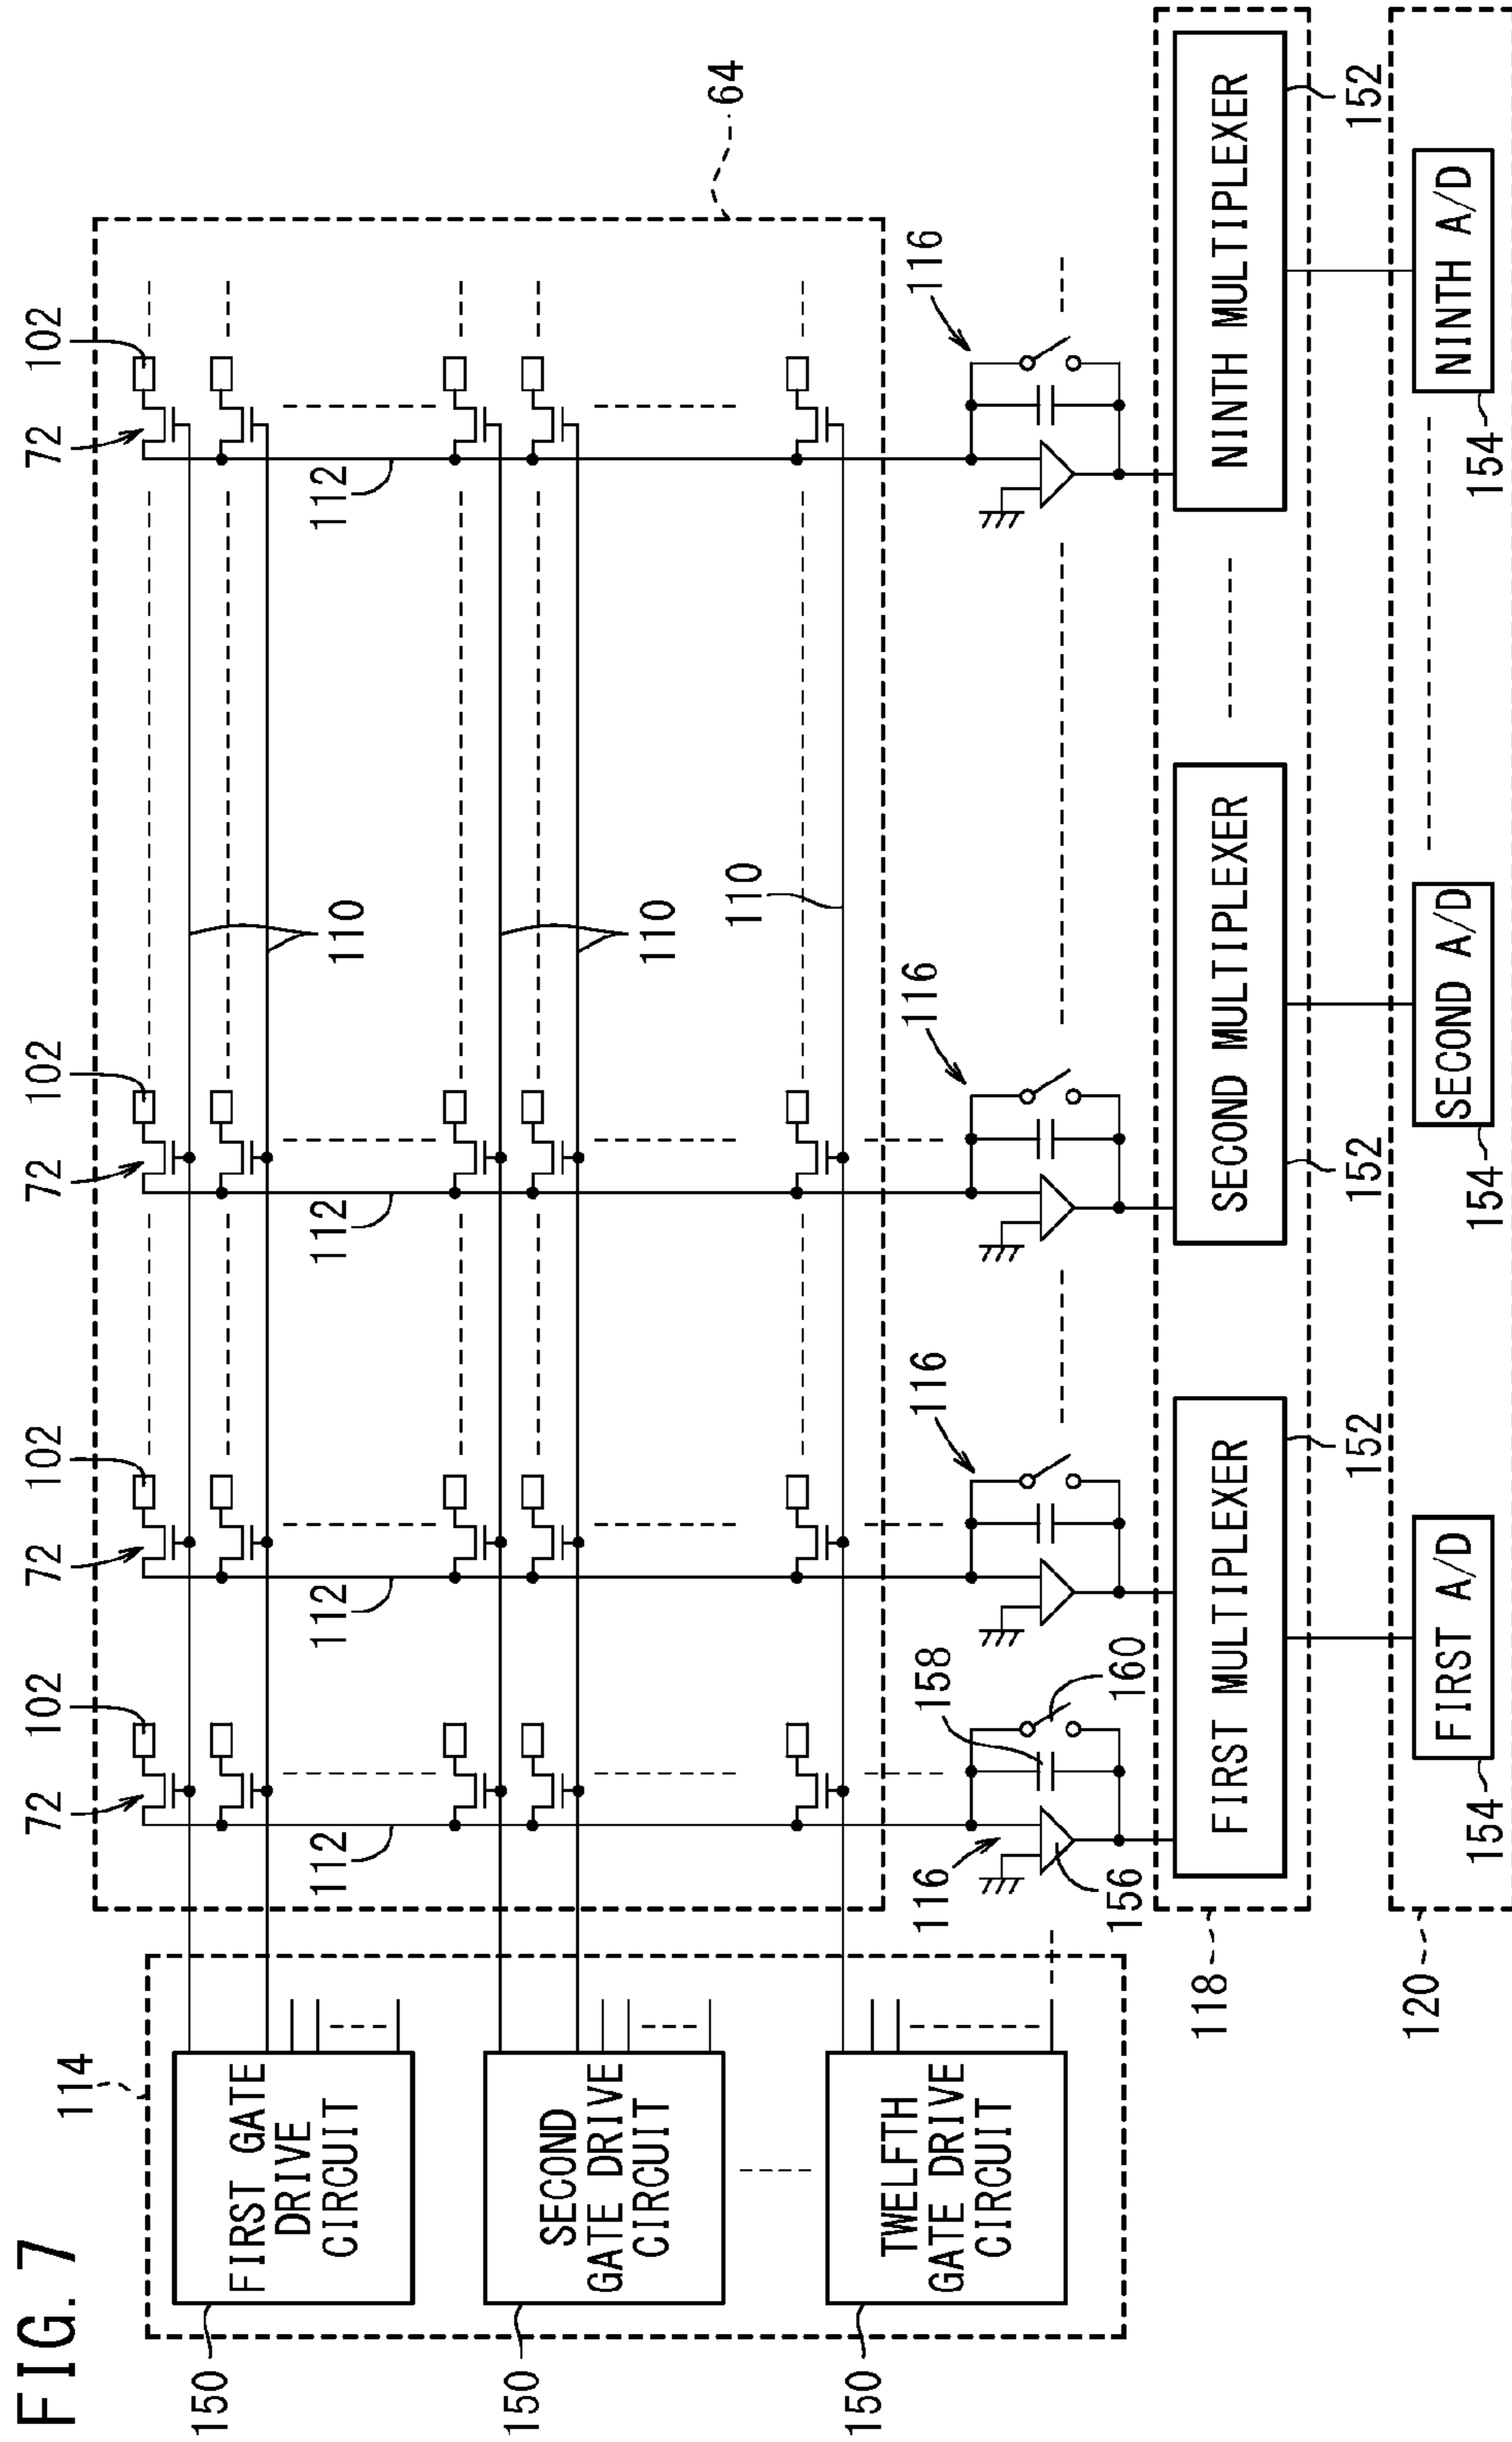 FIG. 7
72 102 72 102 72 102 72 102
114
150
FIRST GATE
DRIVE
CIRCUIT
112 112 112 112
110
150
SECOND
GATE DRIVE
CIRCUIT
110
64
110
150
TWELFTH
GATE DRIVE
CIRCUIT
116 116 116 116
158
156
160
118
FIRST MULTIPLEXER
SECOND MULTIPLEXER
NINTH MULTIPLEXER
152 152 152
120
FIRST A/D
SECOND A/D
NINTH A/D
154 154 154